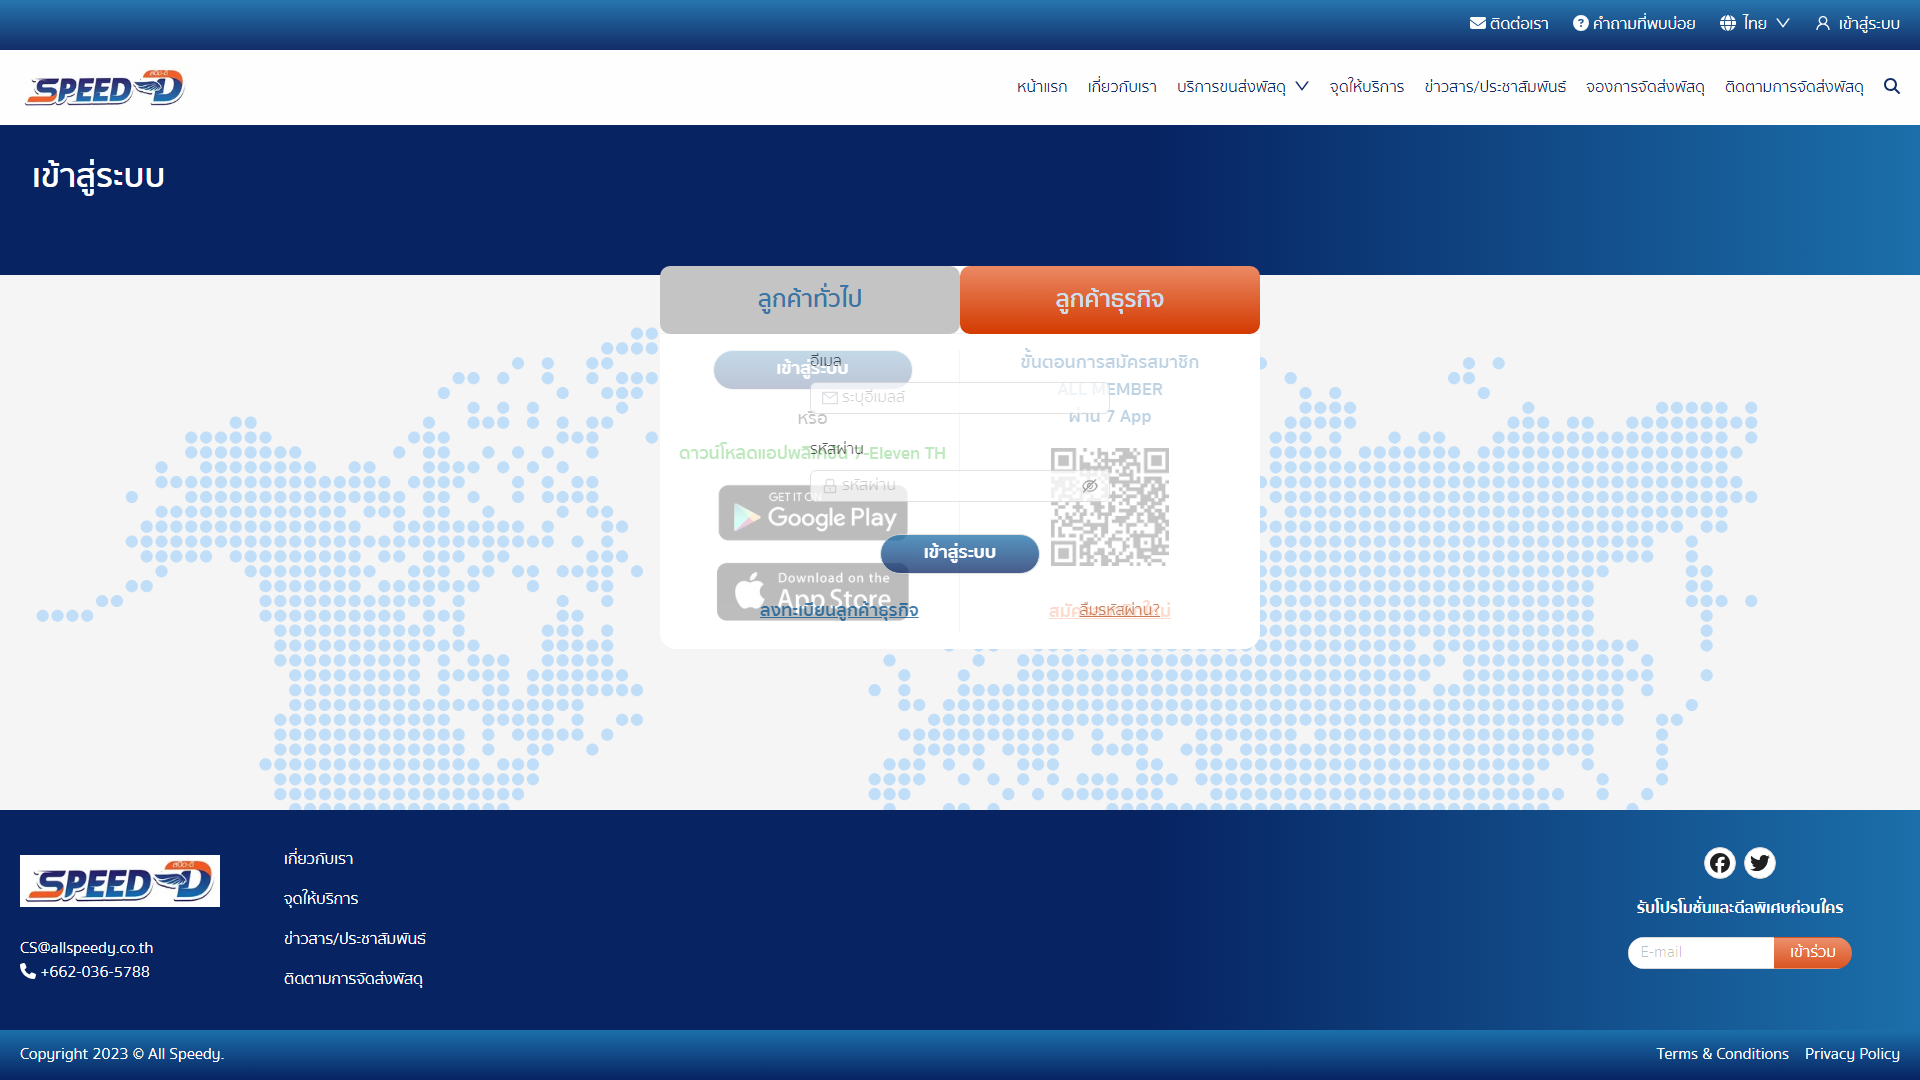 ติดต่อเรา
คำถามที่พบบ่อย
ไทย
เข้าสู่ระบบ
SPEED-D
สปีด-ดี
หน้าแรก
เกี่ยวกับเรา
บริการขนส่งพัสดุ
จุดให้บริการ
ข่าวสาร/ประชาสัมพันธ์
จองการจัดส่งพัสดุ
ติดตามการจัดส่งพัสดุ
เข้าสู่ระบบ
ลูกค้าทั่วไป
ลูกค้าธุรกิจ
เข้าสู่ระบบ
หรือ
ดาวน์โหลดแอปพลิเคชัน 7-Eleven TH
GET IT ON
Google Play
Download on the
App Store
ขั้นตอนการสมัครสมาชิก
ALL MEMBER
ผ่าน 7 App
อีเมล
ระบุอีเมลล์
รหัสผ่าน
รหัสผ่าน
เข้าสู่ระบบ
ลงทะเบียนลูกค้าธุรกิจ
ลืมรหัสผ่าน?
SPEED-D
สปีด-ดี
CS@allspeedy.co.th
+662-036-5788
เกี่ยวกับเรา
จุดให้บริการ
ข่าวสาร/ประชาสัมพันธ์
ติดตามการจัดส่งพัสดุ
รับโปรโมชั่นและดีลพิเศษก่อนใคร
E-mail
เข้าร่วม
Copyright 2023 © All Speedy.
Terms & Conditions
Privacy Policy